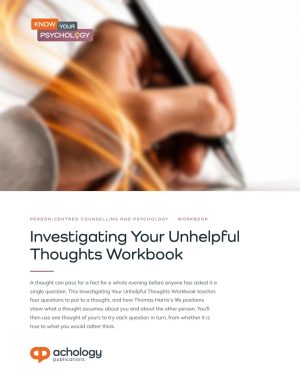 KNOW YOUR
PSYCHOLOGY
PERSON-CENTRED COUNSELLING AND PSYCHOLOGY · WORKBOOK
Investigating Your Unhelpful
Thoughts Workbook
A thought can pass for a fact for a whole evening before anyone has asked it a
single question. This Investigating Your Unhelpful Thoughts Workbook teaches
four questions to put to a thought, and how Thomas Harris's life positions
show what a thought assumes about you and about the other person. You'll
then use one thought of yours to try each question in turn, from whether it is
true to what you would rather think.
achology
publications